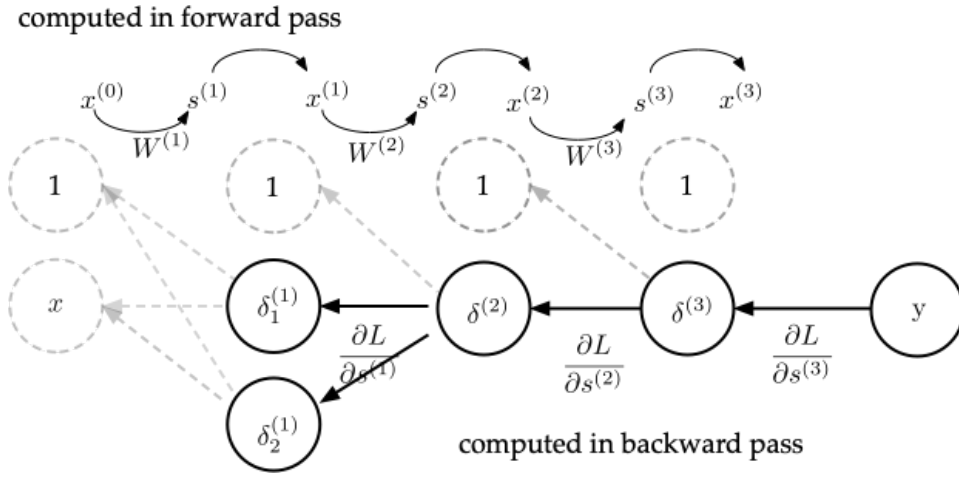 computed in forward pass
x^{(0)} s^{(1)} x^{(1)} s^{(2)} x^{(2)} s^{(3)} x^{(3)}
W^{(1)} W^{(2)} W^{(3)}
1 1 1 1
x δ_1^{(1)} δ^{(2)} δ^{(3)} y
∂L/∂s^{(1)} ∂L/∂s^{(2)} ∂L/∂s^{(3)}
δ_2^{(1)}
computed in backward pass